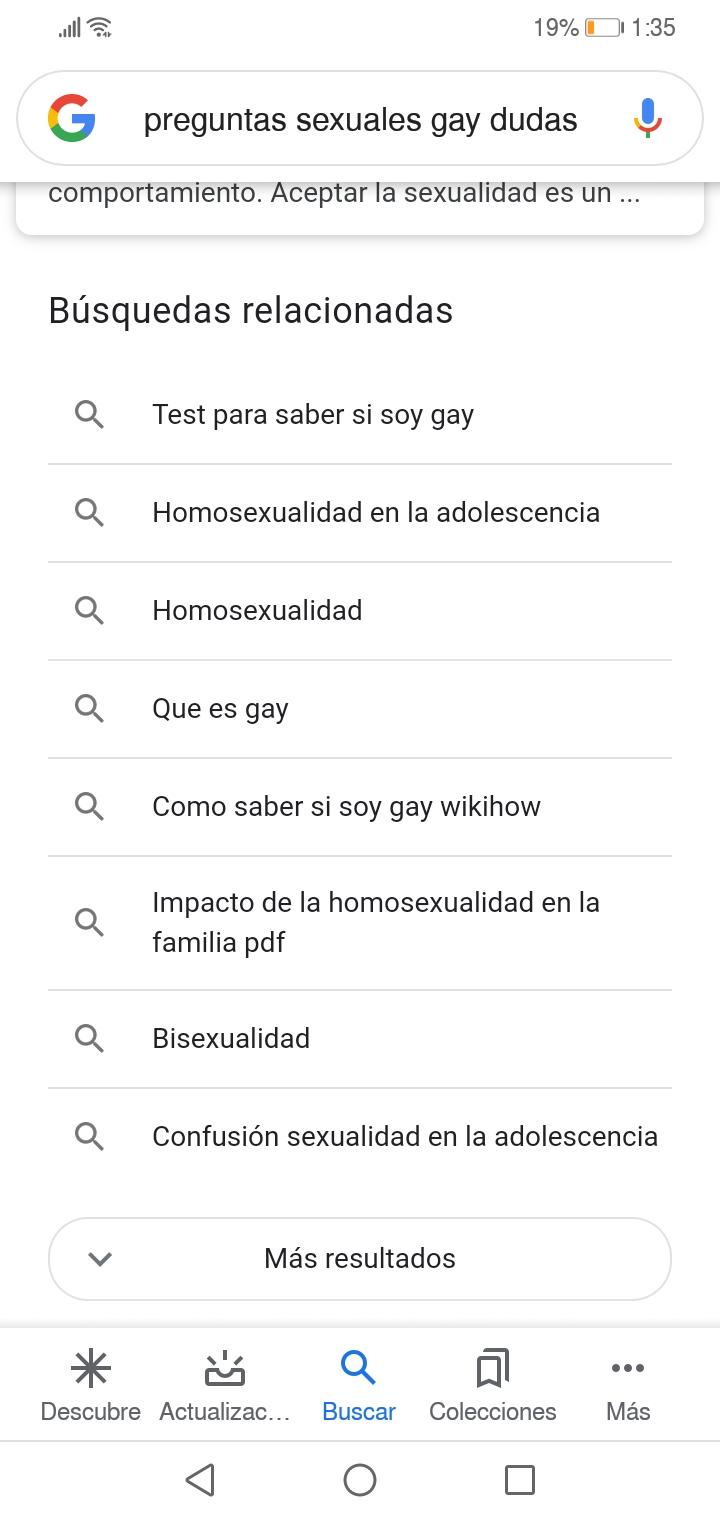 19% 1:35
preguntas sexuales gay dudas
comportamiento. Aceptar la sexualidad es un ...
Búsquedas relacionadas
Test para saber si soy gay
Homosexualidad en la adolescencia
Homosexualidad
Que es gay
Como saber si soy gay wikihow
Impacto de la homosexualidad en la
familia pdf
Bisexualidad
Confusión sexualidad en la adolescencia
Más resultados
Descubre Actualizac... Buscar Colecciones Más